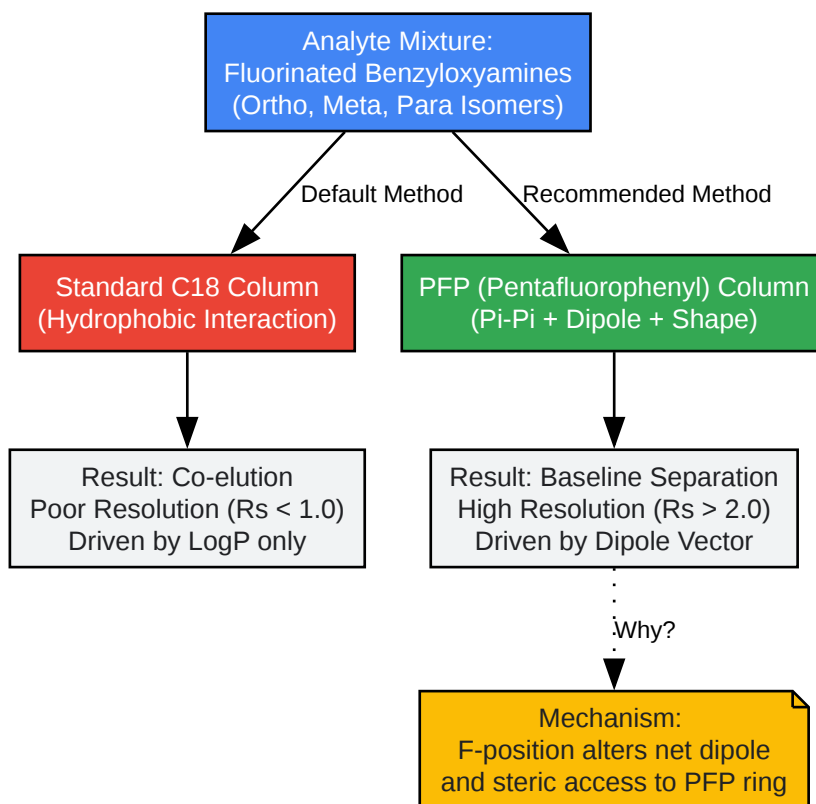 Analyte Mixture:
Fluorinated Benzyloxyamines
(Ortho, Meta, Para Isomers)
Default Method
Recommended Method
Standard C18 Column
(Hydrophobic Interaction)
PFP (Pentafluorophenyl) Column
(Pi-Pi + Dipole + Shape)
Result: Co-elution
Poor Resolution (Rs < 1.0)
Driven by LogP only
Result: Baseline Separation
High Resolution (Rs > 2.0)
Driven by Dipole Vector
Why?
Mechanism:
F-position alters net dipole
and steric access to PFP ring